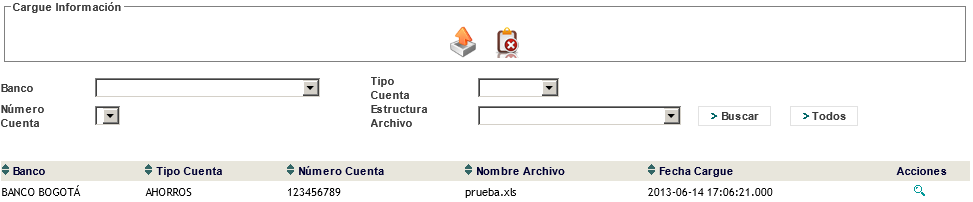 Cargue Información
Banco
Tipo Cuenta
Número Cuenta
Estructura Archivo
> Buscar
> Todos
Banco Tipo Cuenta Número Cuenta Nombre Archivo Fecha Cargue Acciones
BANCO BOGOTÁ AHORROS 123456789 prueba.xls 2013-06-14 17:06:21.000